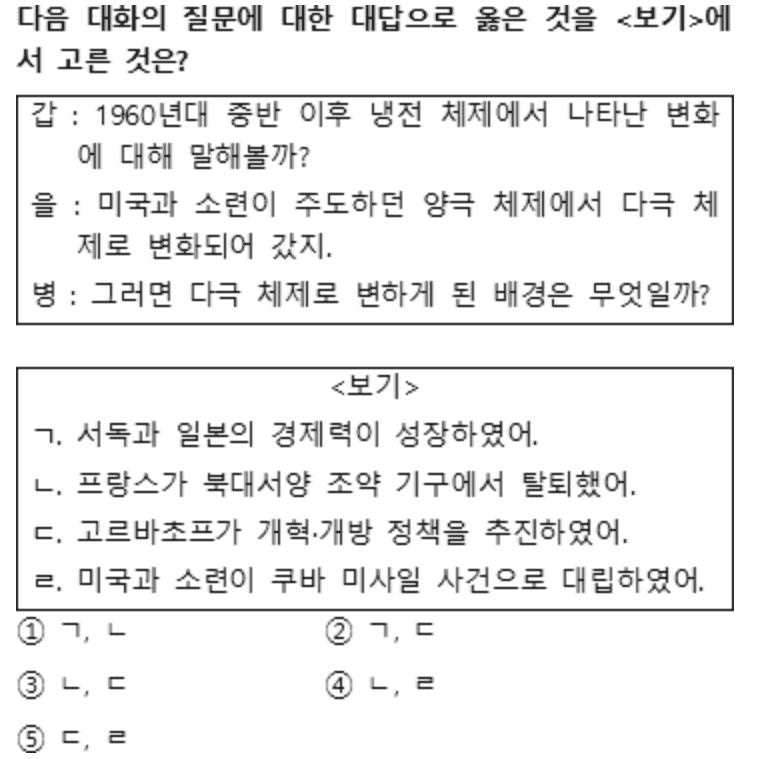 다음 대화의 질문에 대한 대답으로 옳은 것을 <보기>에
서 고른 것은?
갑 : 1960년대 중반 이후 냉전 체제에서 나타난 변화
에 대해 말해볼까?
을 : 미국과 소련이 주도하던 양극 체제에서 다극 체
제로 변화되어 갔지.
병 : 그러면 다극 체제로 변하게 된 배경은 무엇일까?
<보기>
ㄱ. 서독과 일본의 경제력이 성장하였어.
ㄴ. 프랑스가 북대서양 조약 기구에서 탈퇴했어.
ㄷ. 고르바초프가 개혁·개방 정책을 추진하였어.
ㄹ. 미국과 소련이 쿠바 미사일 사건으로 대립하였어.
① ㄱ, ㄴ ② ㄱ, ㄷ
③ ㄴ, ㄷ ④ ㄴ, ㄹ
⑤ ㄷ, ㄹ